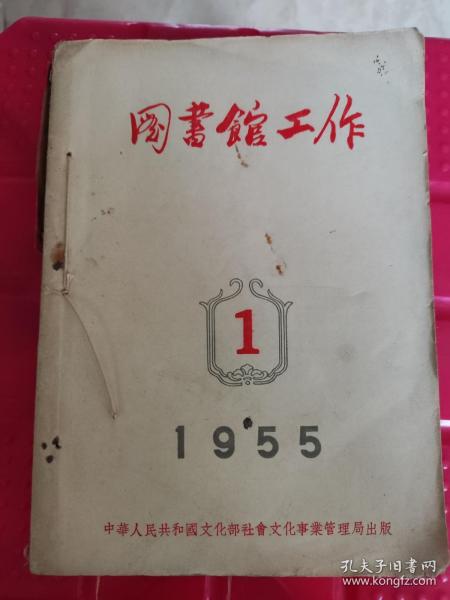 圖書館工作
1
1955
中華人民共和國文化部社會文化事業管理局出版
孔夫子旧书网
www.kongfz.com